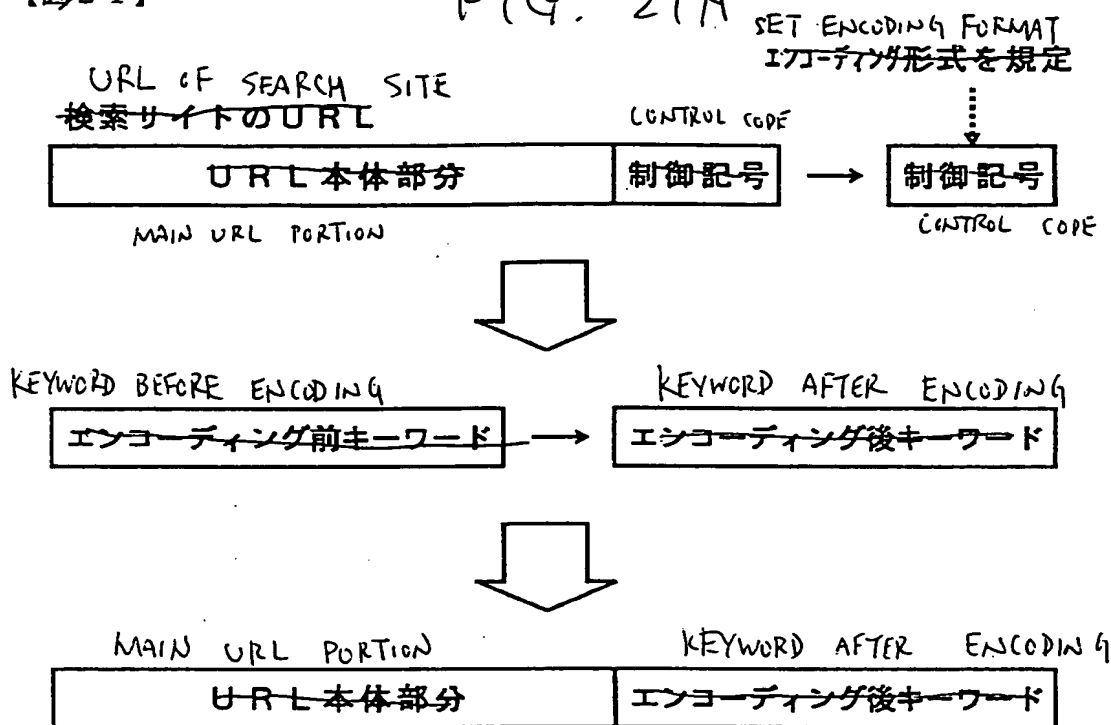 FIG. 21A
SET ENCODING FORMAT
エンコーディング形式を規定
URL OF SEARCH SITE
検索サイトのURL
CONTROL CODE
URL本体部分 制御記号 → 制御記号
MAIN URL PORTION CONTROL CODE
KEYWORD BEFORE ENCODING KEYWORD AFTER ENCODING
エンコーディング前キーワード → エンコーディング後キーワード
MAIN URL PORTION KEYWORD AFTER ENCODING
URL本体部分 エンコーディング後キーワード